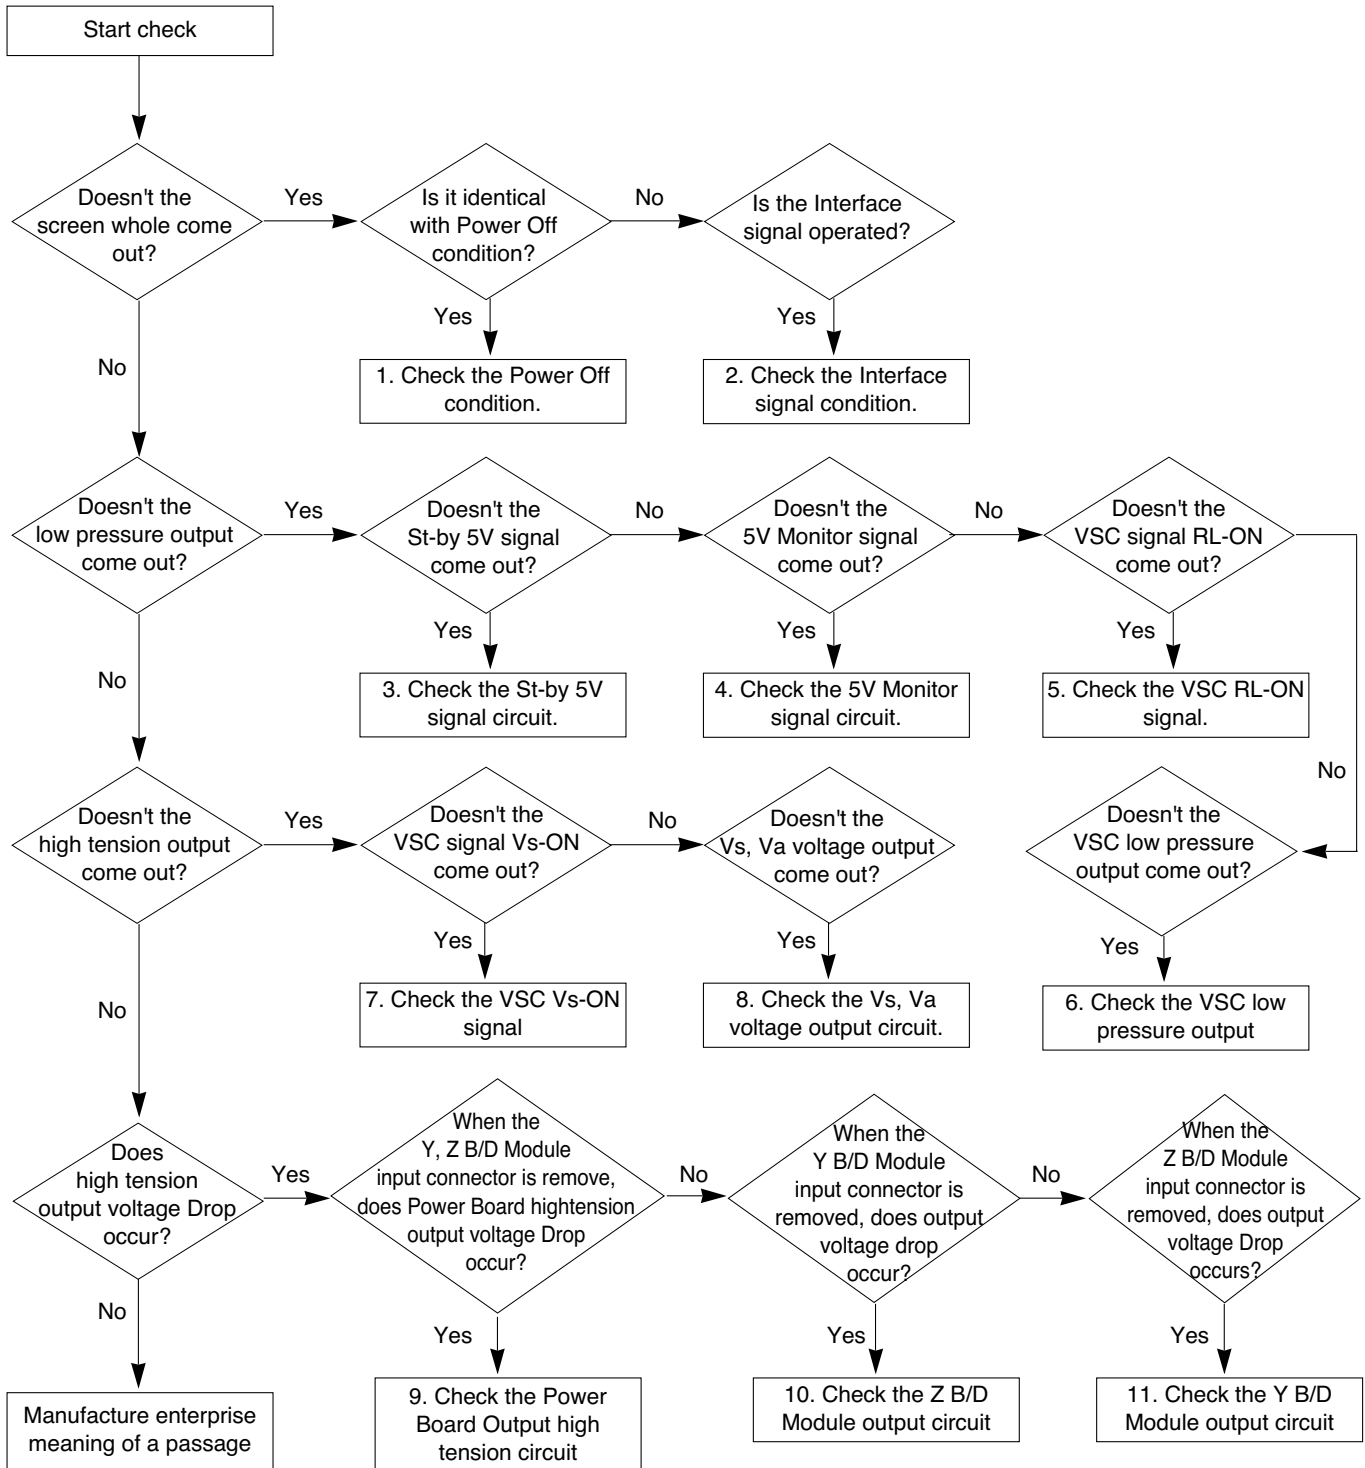 Start check
Doesn't the
screen whole come
out?
Yes
Is it identical
with Power Off
condition?
No
Is the Interface
signal operated?
Yes
Yes
No
1. Check the Power Off
condition.
2. Check the Interface
signal condition.
Doesn't the
low pressure output
come out?
Yes
Doesn't the
St-by 5V signal
come out?
No
Doesn't the
5V Monitor signal
come out?
No
Doesn't the
VSC signal RL-ON
come out?
Yes
Yes
Yes
No
3. Check the St-by 5V
signal circuit.
4. Check the 5V Monitor
signal circuit.
5. Check the VSC RL-ON
signal.
No
Doesn't the
high tension output
come out?
Yes
Doesn't the
VSC signal Vs-ON
come out?
No
Doesn't the
Vs, Va voltage output
come out?
Doesn't the
VSC low pressure
output come out?
Yes
Yes
Yes
No
7. Check the VSC Vs-ON
signal
8. Check the Vs, Va
voltage output circuit.
6. Check the VSC low
pressure output
Does
high tension
output voltage Drop
occur?
Yes
When the
Y, Z B/D Module
input connector is remove,
does Power Board hightension
output voltage Drop
occur?
No
When the
Y B/D Module
input connector is
removed, does output
voltage drop
occur?
No
When the
Z B/D Module
input connector is
removed, does output
voltage Drop
occurs?
No
Yes
Yes
Yes
Manufacture enterprise
meaning of a passage
9. Check the Power
Board Output high
tension circuit
10. Check the Z B/D
Module output circuit
11. Check the Y B/D
Module output circuit